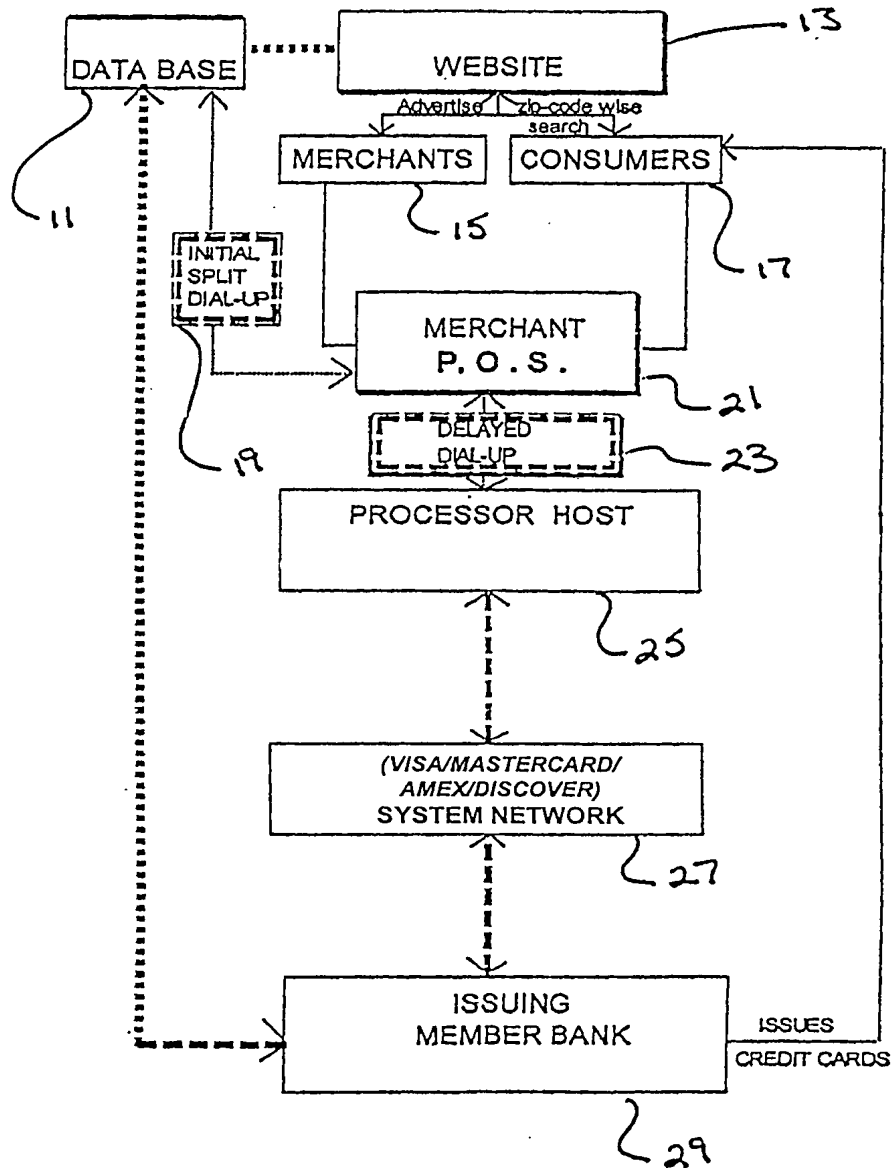 13
DATA BASE
WEBSITE
Advertise
zip-code wise
search
MERCHANTS
CONSUMERS
11
15
17
INITIAL
SPLIT
DIAL-UP
MERCHANT
P. O. S.
21
19
DELAYED
DIAL-UP
23
PROCESSOR HOST
25
(VISA/MASTERCARD/
AMEX/DISCOVER)
SYSTEM NETWORK
27
ISSUING
MEMBER BANK
ISSUES
CREDIT CARDS
29